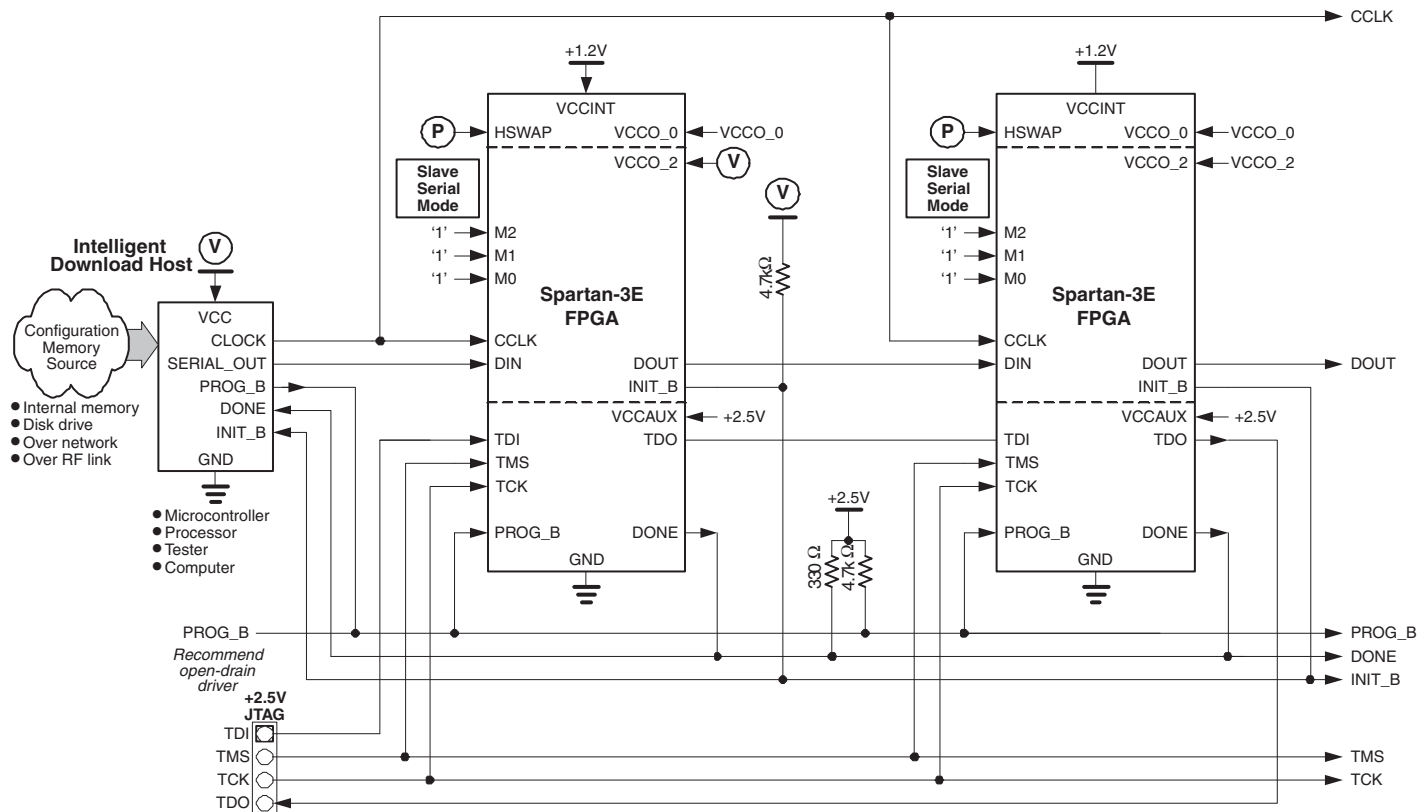 CCLK
+1.2V
+1.2V
VCCINT
VCCINT
P
HSWAP
VCCO_0
VCCO_0
P
HSWAP
VCCO_0
VCCO_0
VCCO_2
V
VCCO_2
VCCO_2
Slave
Serial
Mode
Slave
Serial
Mode
V
'1'
M2
'1'
M2
Intelligent
Download Host
V
'1'
M1
'1'
M1
'1'
M0
'1'
M0
4.7kΩ
Spartan-3E
FPGA
Spartan-3E
FPGA
VCC
Configuration
Memory
Source
CLOCK
CCLK
CCLK
SERIAL_OUT
DIN
DOUT
DIN
DOUT
DOUT
PROG_B
INIT_B
INIT_B
Internal memory
Disk drive
Over network
Over RF link
DONE
VCCAUX
+2.5V
VCCAUX
+2.5V
INIT_B
TDI
TDO
TDI
TDO
GND
TMS
TMS
TCK
TCK
+2.5V
Microcontroller
Processor
Tester
Computer
PROG_B
DONE
PROG_B
DONE
330 Ω
4.7k Ω
GND
GND
PROG_B
PROG_B
Recommend
open-drain
driver
DONE
INIT_B
+2.5V
JTAG
TDI
TMS
TMS
TCK
TCK
TDO